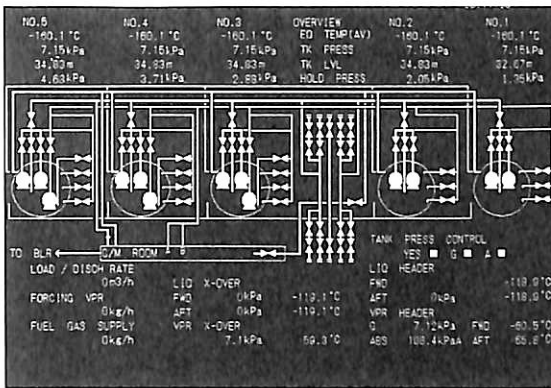 NO.5 NO.4 NO.3 OVERVIEW NO.2 NO.1
-160.1 °C -160.1 °C -160.1 °C EQ TEMP(AV) -160.1 °C -160.1 °C
7.15kPa 7.15kPa 7.15kPa TK PRESS 7.15kPa 7.15kPa
34.83m 34.83m 34.83m TK LVL 34.83m
4.63kPa 3.71kPa 2.88kPa HOLD PRESS 2.05kPa 1.35kPa
TO BLR C/M ROOM A B TANK PRESS CONTROL
YES G A
LOAD / DISCH RATE LIQ HEADER
0m3/h LIQ X-OVER FWD -118.9°C
FORCING VPR FWD 0kPa -119.1°C AFT 0kPa -118.9°C
0kg/h AFT 0kPa -119.1°C VPR HEADER
FUEL GAS SUPPLY VPR X-OVER G 7.12kPa FWD -60.5°C
0kg/h 7.1kPa 59.3°C ABS 108.4kPaA AFT -65.8°C